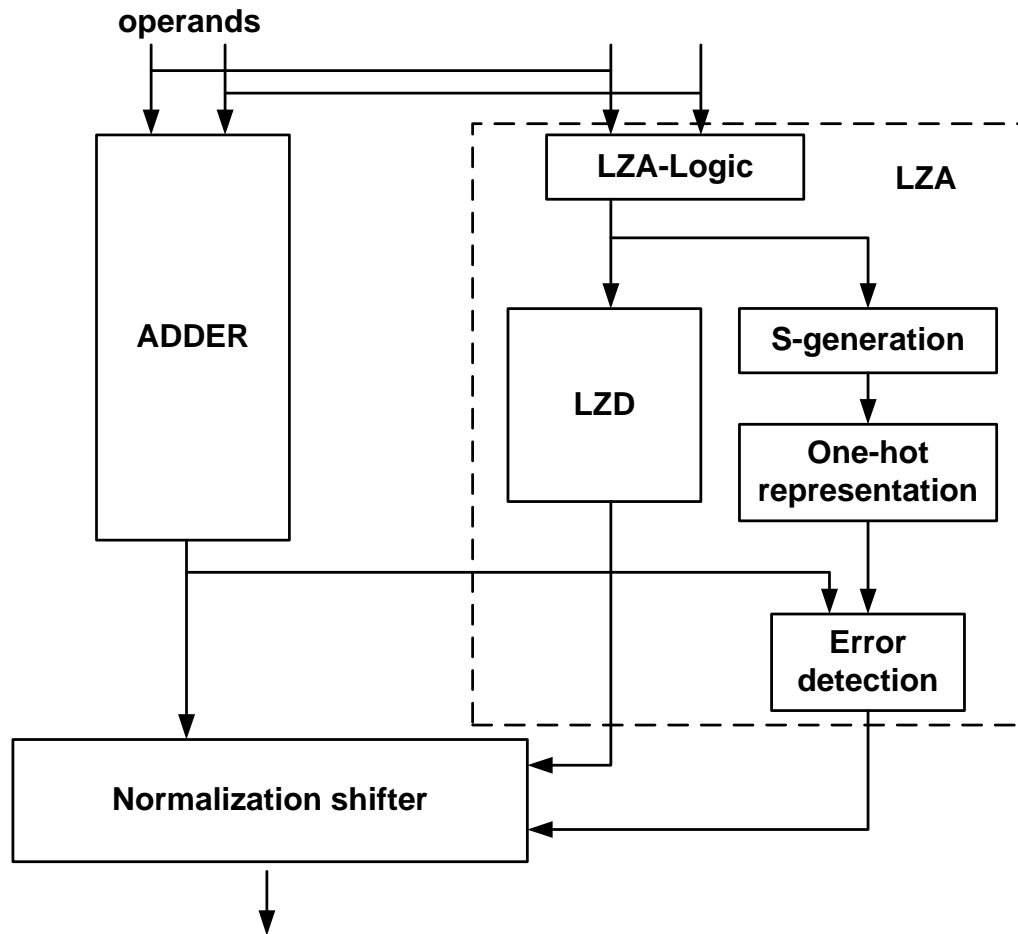 operands
LZA-Logic
LZA
ADDER
S-generation
LZD
One-hot
representation
Error
detection
Normalization shifter